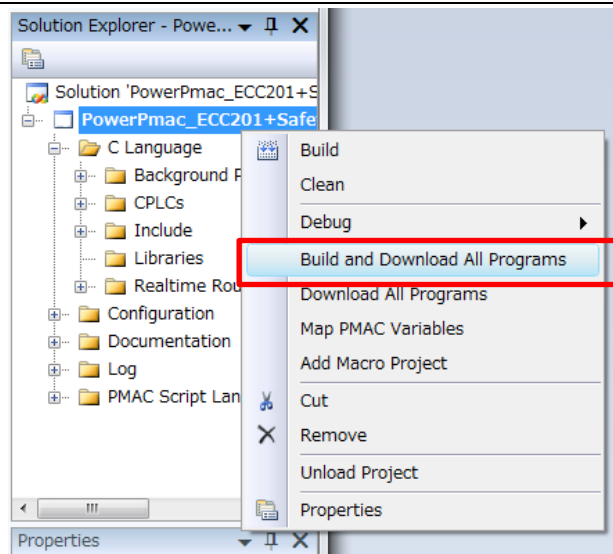 Solution Explorer - Powe...
Solution 'PowerPmac_ECC201+S
PowerPmac_ECC201+Safe
C Language
Background P
CPLCs
Include
Libraries
Realtime Rou
Configuration
Documentation
Log
PMAC Script Lan
Build
Clean
Debug
Build and Download All Programs
Download All Programs
Map PMAC Variables
Add Macro Project
Cut
Remove
Unload Project
Properties
Properties